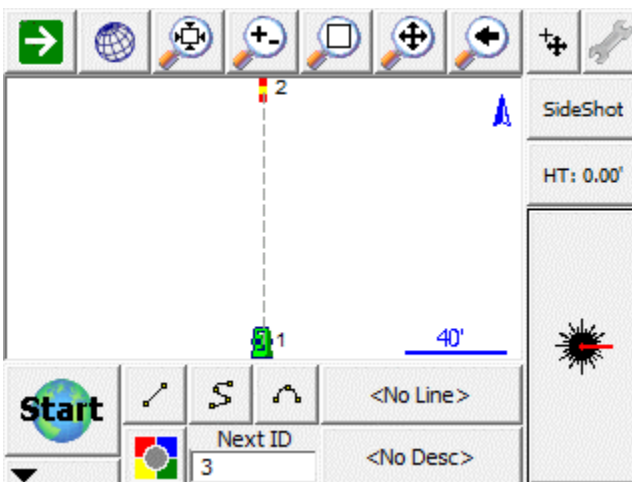 2
SideShot
HT: 0.00'
1
40'
Start
<No Line>
Next ID
3
<No Desc>